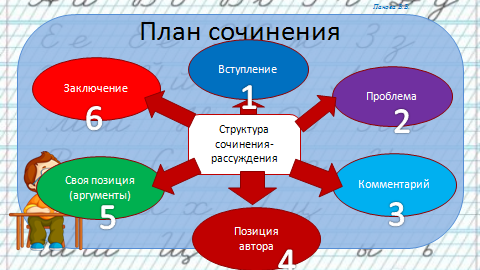 Панова В.В.
План сочинения
Вступление
1
Проблема
2
Комментарий
3
Позиция
автора
4
Своя позиция
(аргументы)
5
Заключение
6
Структура
сочинения-
рассуждения